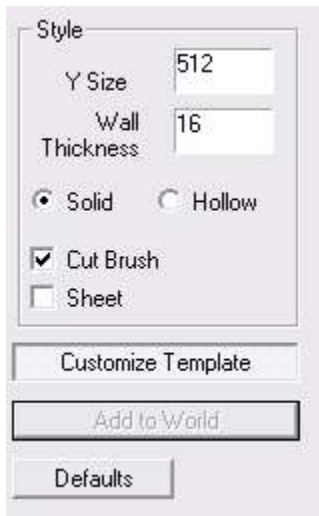 Style
Y Size 512
Wall 16
Thickness
Solid Hollow
Cut Brush
Sheet
Customize Template
Add to World
Defaults